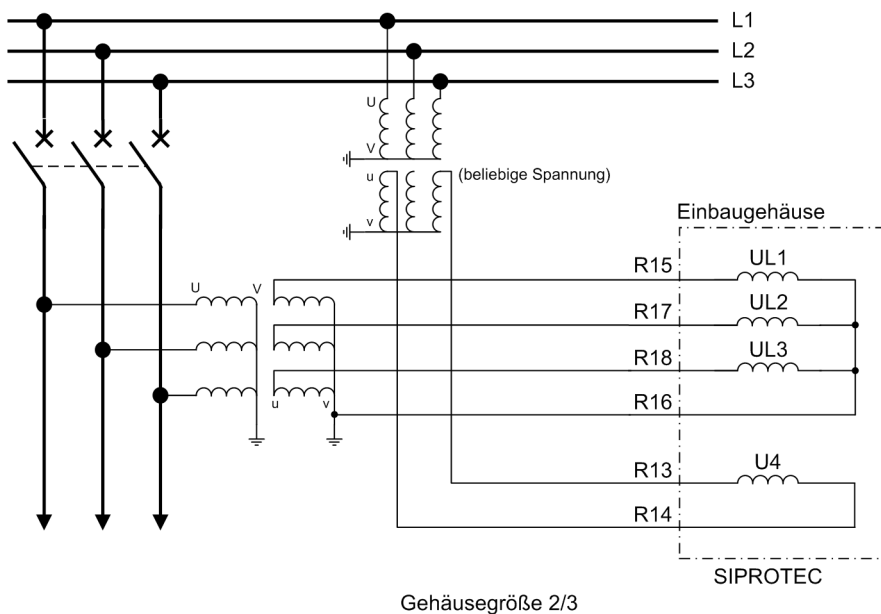 L1
L2
L3
U
V
u
(beliebige Spannung)
v
Einbaugehäuse
R15
UL1
U
V
R17
UL2
R18
UL3
R16
u
v
R13
U4
R14
SIPROTEC
Gehäusegröße 2/3